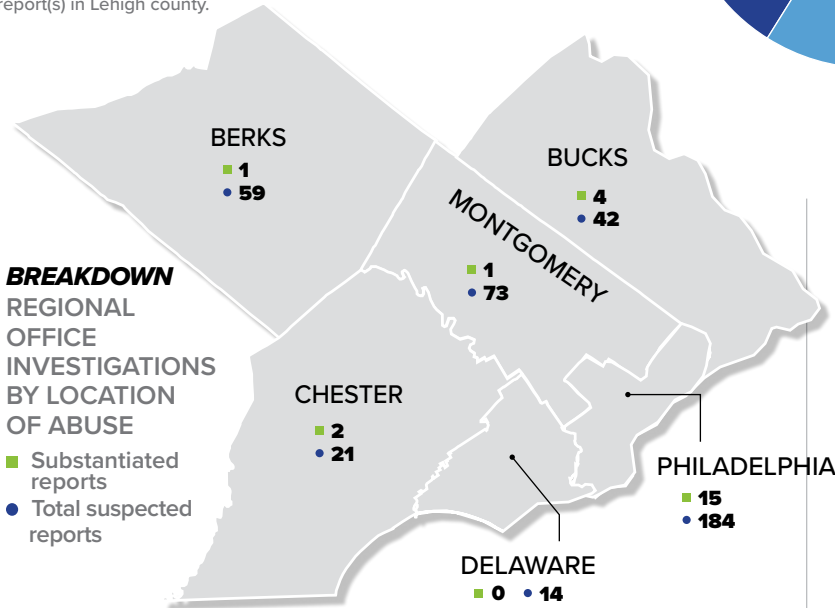 report(s) in Lehigh county.
BERKS
1
59
BUCKS
4
42
MONTGOMERY
1
73
BREAKDOWN
REGIONAL
OFFICE
INVESTIGATIONS
BY LOCATION
OF ABUSE
Substantiated
reports
Total suspected
reports
CHESTER
2
21
PHILADELPHIA
15
184
DELAWARE
0 14